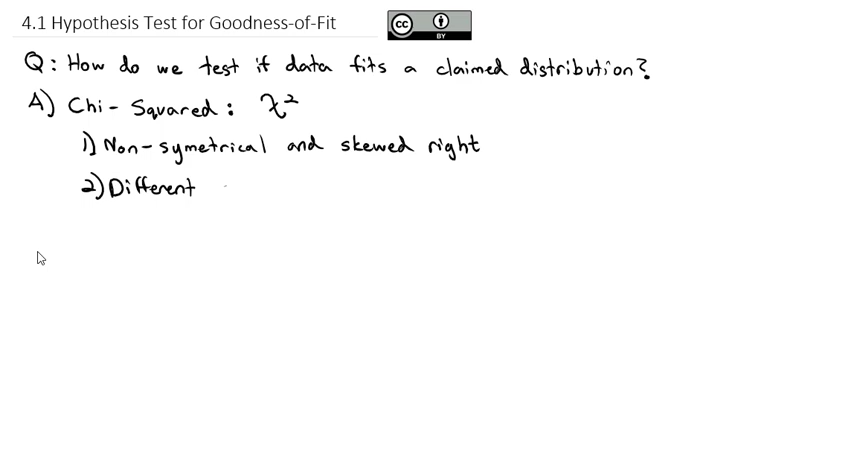 4.1 Hypothesis Test for Goodness-of-Fit
cc BY
Q: How do we test if data fits a claimed distribution?
A) Chi-Squared: χ²
1) Non-symetrical and skewed right
2) Different